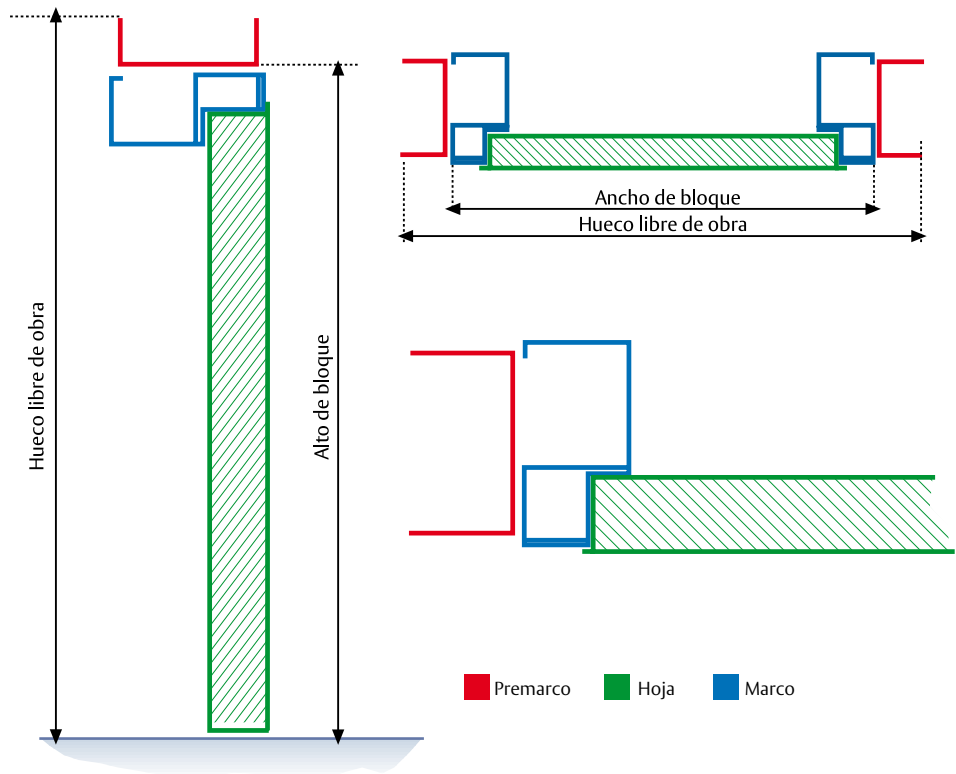 Hueco libre de obra
Alto de bloque
Ancho de bloque
Hueco libre de obra
Premarco
Hoja
Marco